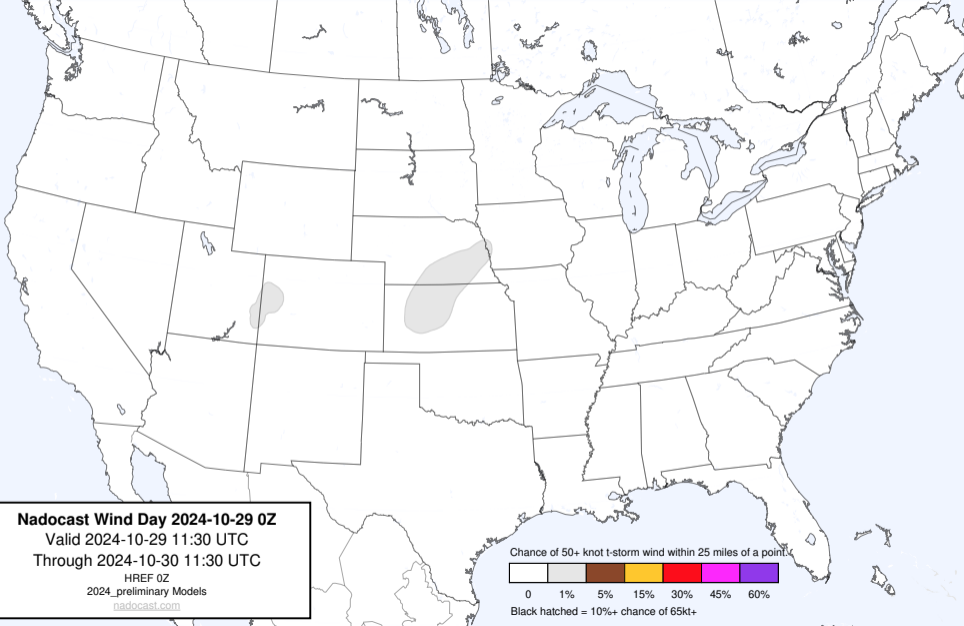 Nadocast Wind Day 2024-10-29 0Z
Valid 2024-10-29 11:30 UTC
Through 2024-10-30 11:30 UTC
HREF 0Z
2024_preliminary Models
nadocast.com
Chance of 50+ knot t-storm wind within 25 miles of a point.
0 1% 5% 15% 30% 45% 60%
Black hatched = 10%+ chance of 65kt+